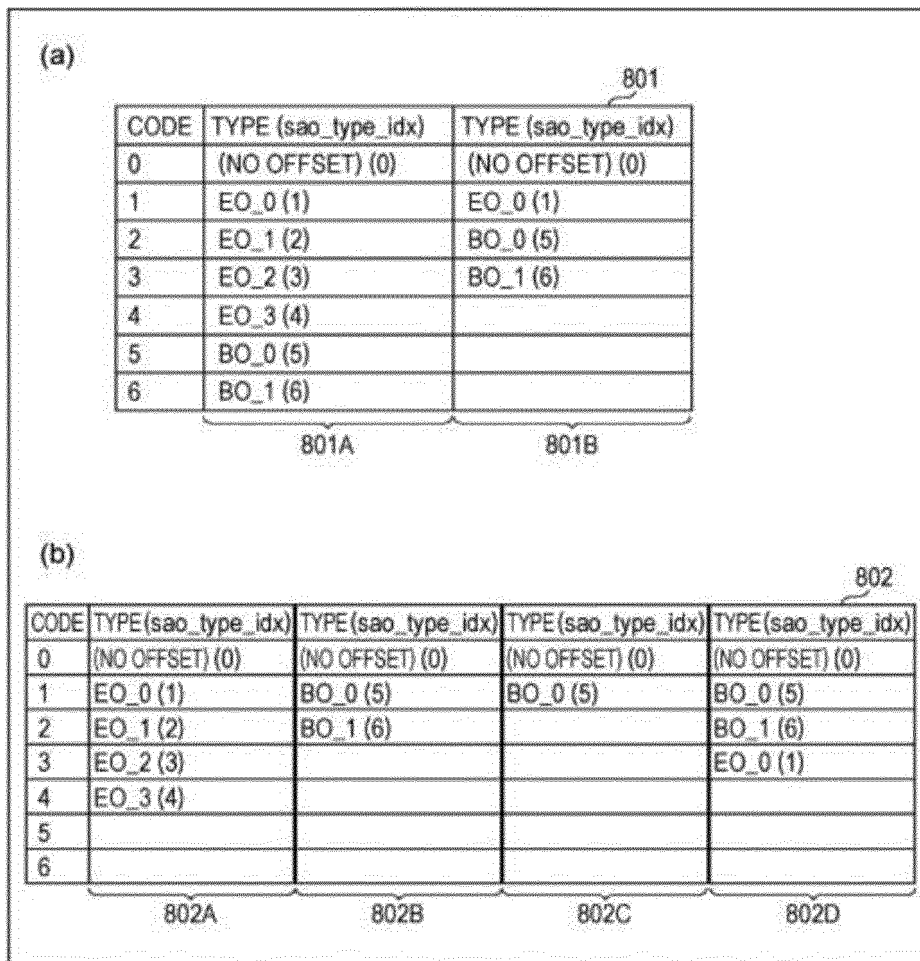 (a)
801
CODE TYPE (sao_type_idx) TYPE (sao_type_idx)
0 (NO OFFSET) (0) (NO OFFSET) (0)
1 EO_0 (1) EO_0 (1)
2 EO_1 (2) BO_0 (5)
3 EO_2 (3) BO_1 (6)
4 EO_3 (4)
5 BO_0 (5)
6 BO_1 (6)
801A 801B
(b)
802
CODE TYPE(sao_type_idx) TYPE(sao_type_idx) TYPE(sao_type_idx) TYPE(sao_type_idx)
0 (NO OFFSET) (0) (NO OFFSET) (0) (NO OFFSET) (0) (NO OFFSET) (0)
1 EO_0 (1) BO_0 (5) BO_0 (5) BO_0 (5)
2 EO_1 (2) BO_1 (6) BO_1 (6)
3 EO_2 (3) EO_0 (1)
4 EO_3 (4)
5
6
802A 802B 802C 802D